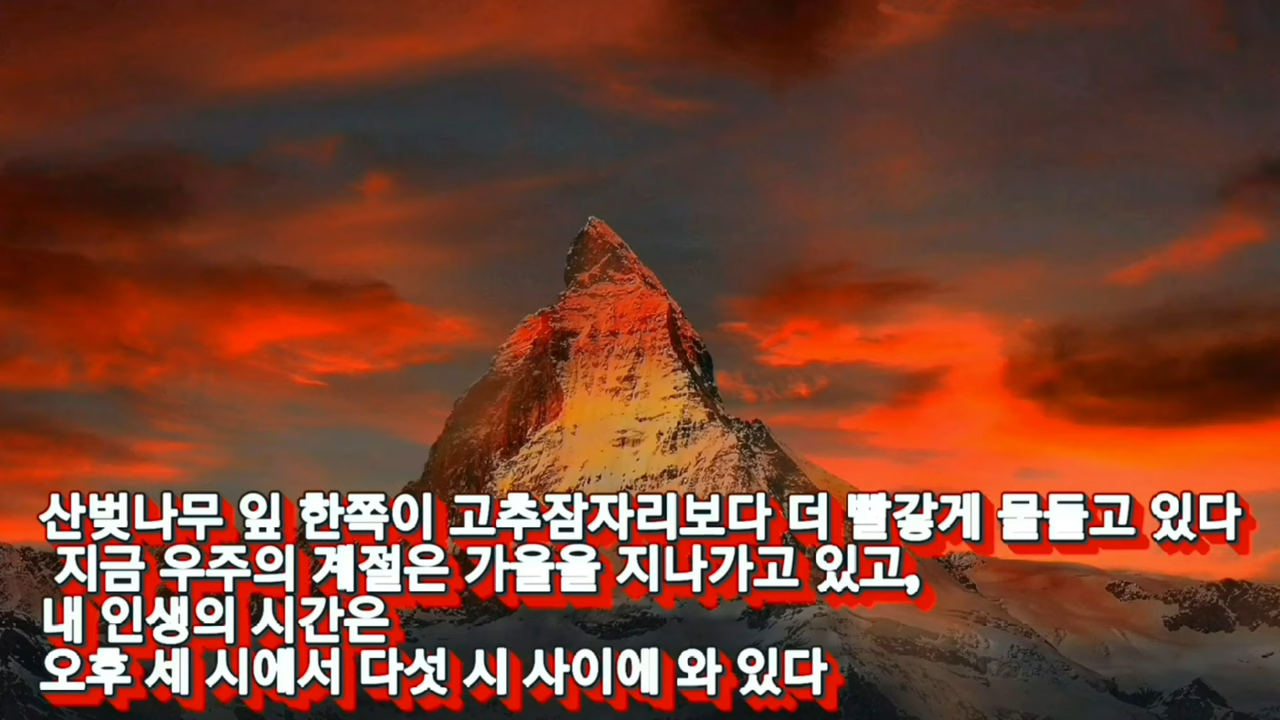 산벚나무 잎 한쪽이 고추잠자리보다 더 빨갛게 물들고 있다
지금 우주의 계절은 가을을 지나가고 있고,
내 인생의 시간은
오후 세 시에서 다섯 시 사이에 와 있다